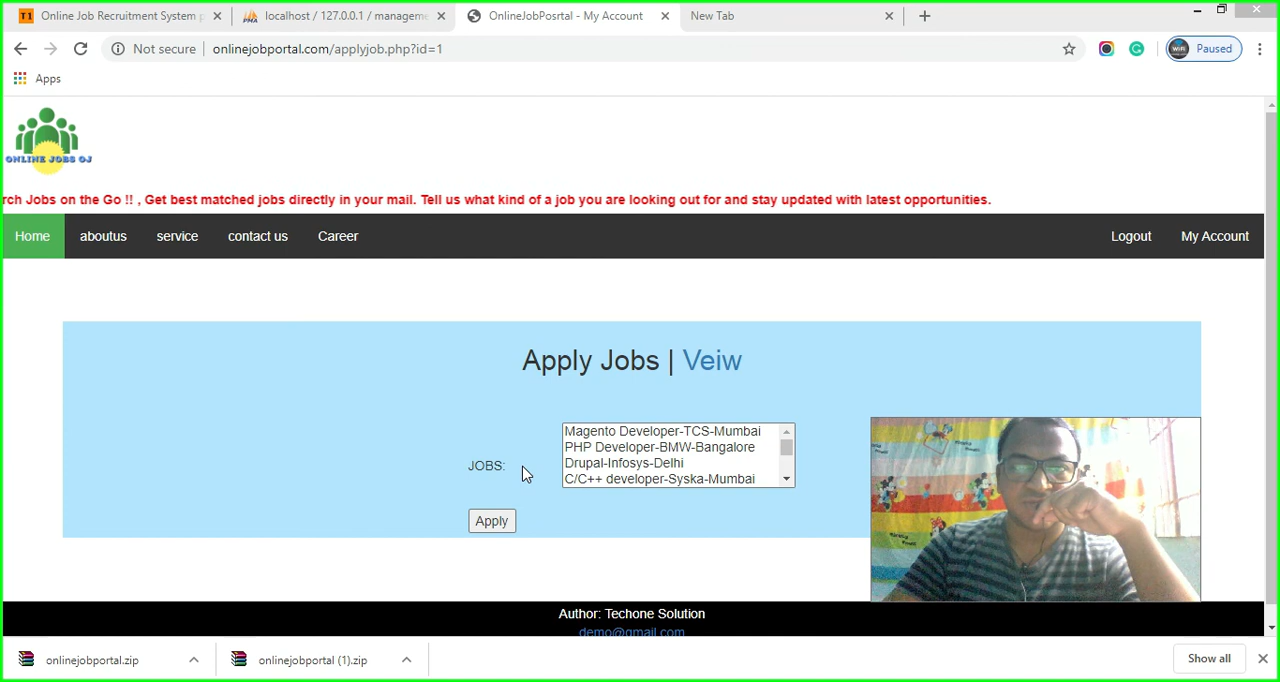 Online Job Recruitment System p
localhost / 127.0.0.1 / manageme
OnlineJobPosrtal - My Account
New Tab
Not secure
onlinejobportal.com/applyjob.php?id=1
Paused
Apps
ONLINE JOBS OJ
rch Jobs on the Go !! , Get best matched jobs directly in your mail. Tell us what kind of a job you are looking out for and stay updated with latest opportunities.
Home
aboutus
service
contact us
Career
Logout
My Account
Apply Jobs | Veiw
JOBS:
Magento Developer-TCS-Mumbai
PHP Developer-BMW-Bangalore
Drupal-Infosys-Delhi
C/C++ developer-Syska-Mumbai
Apply
Author: Techone Solution
demo@gmail.com
onlinejobportal.zip
onlinejobportal (1).zip
Show all